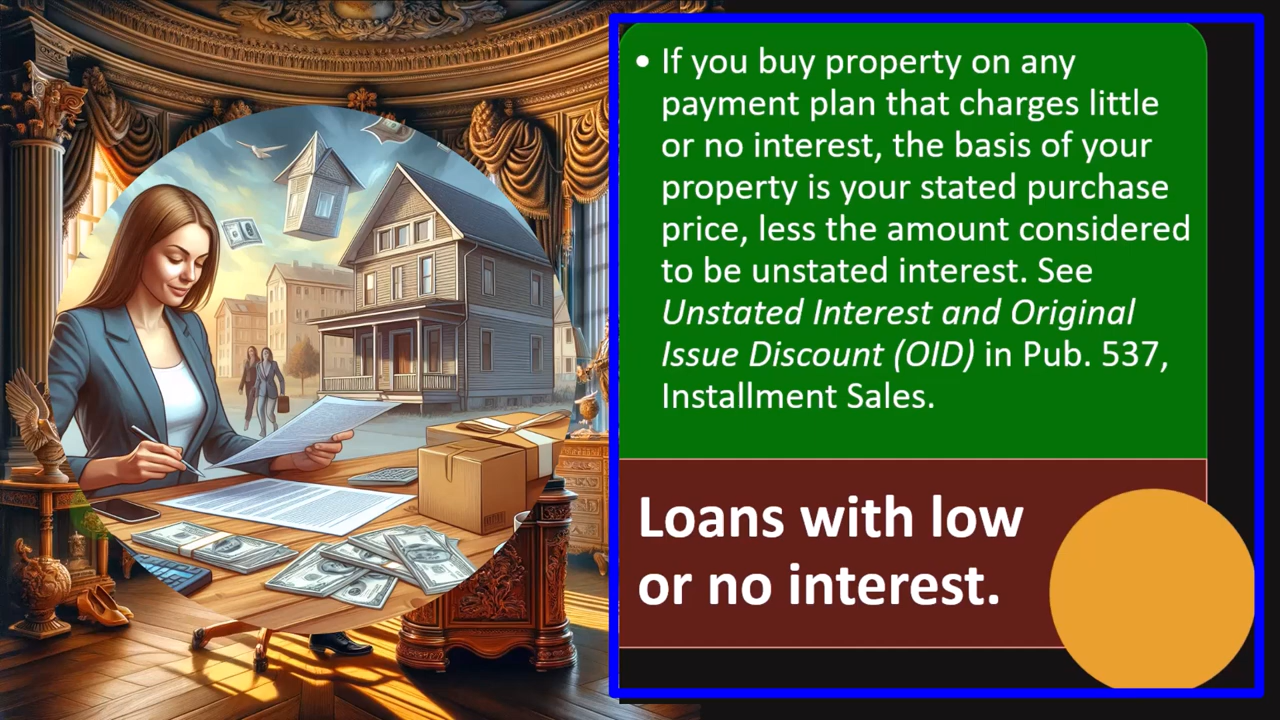 • If you buy property on any
payment plan that charges little
or no interest, the basis of your
property is your stated purchase
price, less the amount considered
to be unstated interest. See
Unstated Interest and Original
Issue Discount (OID) in Pub. 537,
Installment Sales.
Loans with low
or no interest.